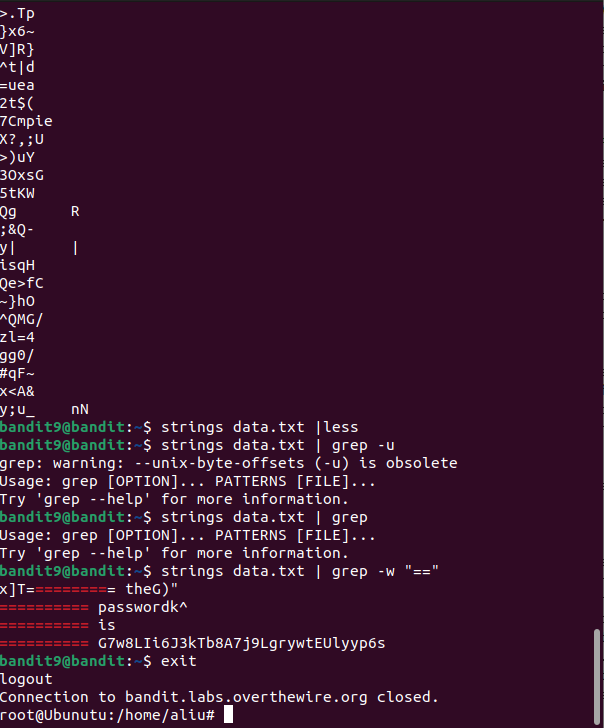 >.Tp
}x6~
V]R}
^t|d
=uea
2t$(
7Cmpie
X?,;U
>)uY
3OxsG
5tKW
Qg      R
;&Q-
y|      |
isqH
Qe>fC
~}hO
^QMG/
zl=4
gg0/
#qF~
x<A&
y;u_    nN
bandit9@bandit:~$ strings data.txt |less
bandit9@bandit:~$ strings data.txt | grep -u
grep: warning: --unix-byte-offsets (-u) is obsolete
Usage: grep [OPTION]... PATTERNS [FILE]...
Try 'grep --help' for more information.
bandit9@bandit:~$ strings data.txt | grep
Usage: grep [OPTION]... PATTERNS [FILE]...
Try 'grep --help' for more information.
bandit9@bandit:~$ strings data.txt | grep -w "=="
x]T========== theG)"
========== passwordk^
========== is
========== G7w8LIi6J3kTb8A7j9LgrywtEUlyyp6s
bandit9@bandit:~$ exit
logout
Connection to bandit.labs.overthewire.org closed.
root@Ubunutu:/home/aliu#